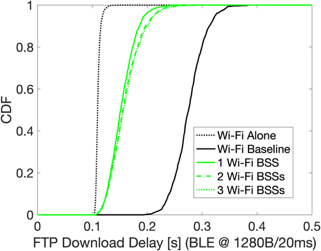 1
0.8
0.6
0.4
0.2
0
CDF
Wi-Fi Alone
Wi-Fi Baseline
1 Wi-Fi BSS
2 Wi-Fi BSSs
3 Wi-Fi BSSs
0 0.1 0.2 0.3 0.4 0.5
FTP Download Delay [s] (BLE @ 1280B/20ms)